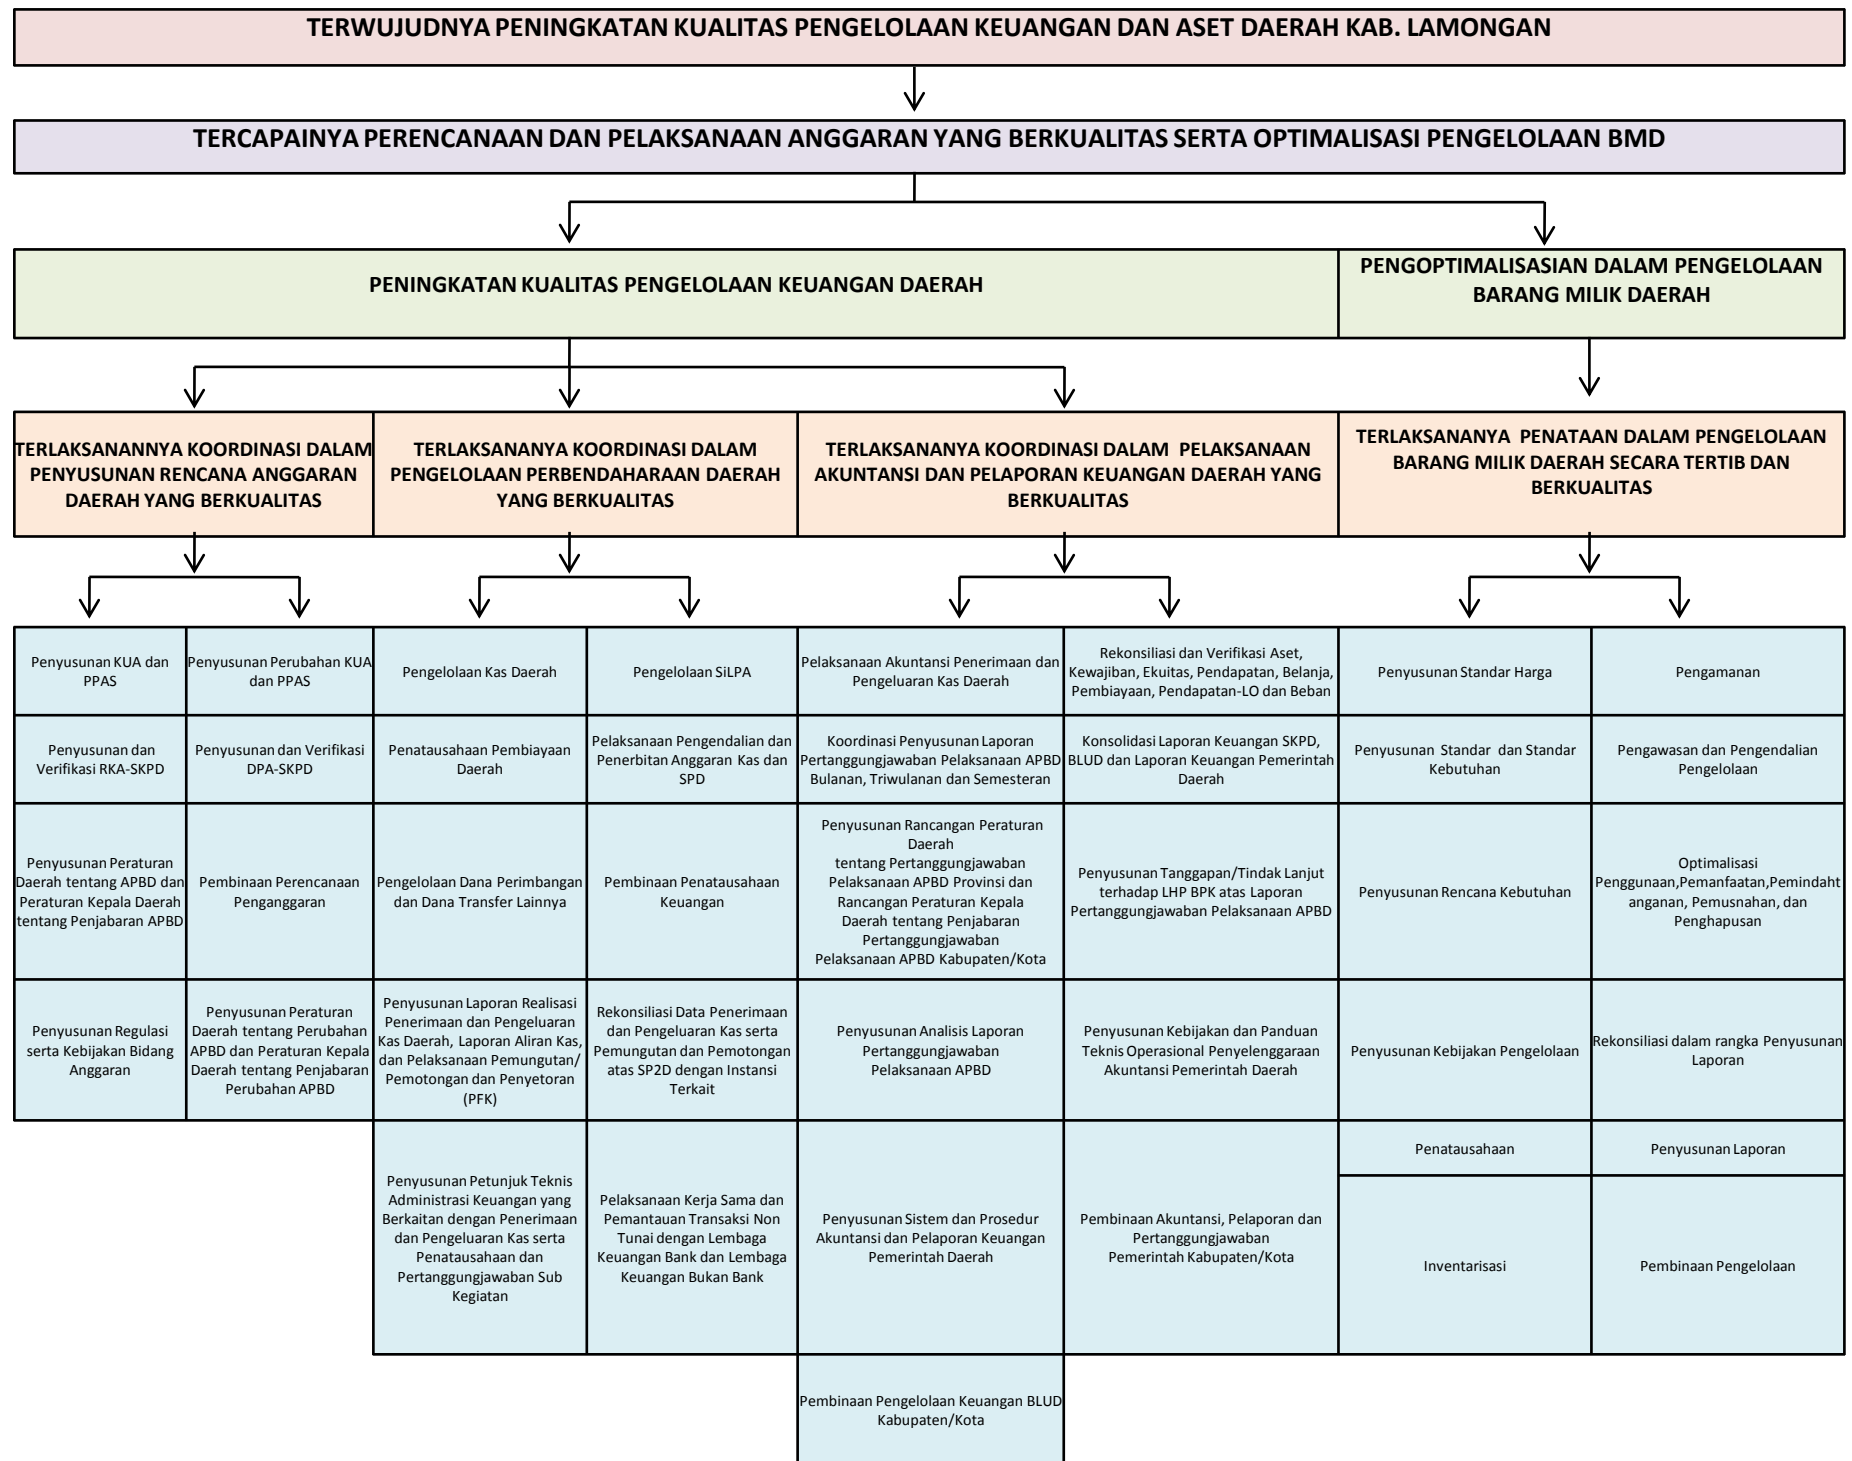 TERWUJUDNYA PENINGKATAN KUALITAS PENGELOLAAN KEUANGAN DAN ASET DAERAH KAB. LAMONGAN
TERCAPAINYA PERENCANAAN DAN PELAKSANAAN ANGGARAN YANG BERKUALITAS SERTA OPTIMALISASI PENGELOLAAN BMD
PENINGKATAN KUALITAS PENGELOLAAN KEUANGAN DAERAH
PENGOPTIMALISASIAN DALAM PENGELOLAAN
BARANG MILIK DAERAH
TERLAKSANANNYA KOORDINASI DALAM
PENYUSUNAN RENCANA ANGGARAN
DAERAH YANG BERKUALITAS
TERLAKSANANYA KOORDINASI DALAM
PENGELOLAAN PERBENDAHARAAN DAERAH
YANG BERKUALITAS
TERLAKSANANYA KOORDINASI DALAM PELAKSANAAN
AKUNTANSI DAN PELAPORAN KEUANGAN DAERAH YANG
BERKUALITAS
TERLAKSANANYA PENATAAN DALAM PENGELOLAAN
BARANG MILIK DAERAH SECARA TERTIB DAN
BERKUALITAS
Penyusunan KUA dan
PPAS
Penyusunan Perubahan KUA
dan PPAS
Pengelolaan Kas Daerah
Pengelolaan SiLPA
Pelaksanaan Akuntansi Penerimaan dan
Pengeluaran Kas Daerah
Rekonsiliasi dan Verifikasi Aset,
Kewajiban, Ekuitas, Pendapatan, Belanja,
Pembiayaan, Pendapatan-LO dan Beban
Penyusunan Standar Harga
Pengamanan
Penyusunan dan
Verifikasi RKA-SKPD
Penyusunan dan Verifikasi
DPA-SKPD
Penatausahaan Pembiayaan
Daerah
Pelaksanaan Pengendalian dan
Penerbitan Anggaran Kas dan
SPD
Koordinasi Penyusunan Laporan
Pertanggungjawaban Pelaksanaan APBD
Bulanan, Triwulanan dan Semesteran
Konsolidasi Laporan Keuangan SKPD,
BLUD dan Laporan Keuangan Pemerintah
Daerah
Penyusunan Standar dan Standar
Kebutuhan
Pengawasan dan Pengendalian
Pengelolaan
Penyusunan Peraturan
Daerah tentang APBD dan
Peraturan Kepala Daerah
tentang Penjabaran APBD
Pembinaan Perencanaan
Penganggaran
Pengelolaan Dana Perimbangan
dan Dana Transfer Lainnya
Pembinaan Penatausahaan
Keuangan
Penyusunan Rancangan Peraturan
Daerah
tentang Pertanggungjawaban
Pelaksanaan APBD Provinsi dan
Rancangan Peraturan Kepala
Daerah tentang Penjabaran
Pertanggungjawaban
Pelaksanaan APBD Kabupaten/Kota
Penyusunan Tanggapan/Tindak Lanjut
terhadap LHP BPK atas Laporan
Pertanggungjawaban Pelaksanaan APBD
Penyusunan Rencana Kebutuhan
Optimalisasi
Penggunaan,Pemanfaatan,Pemindaht
anganan, Pemusnahan, dan
Penghapusan
Penyusunan Regulasi
serta Kebijakan Bidang
Anggaran
Penyusunan Peraturan
Daerah tentang Perubahan
APBD dan Peraturan Kepala
Daerah tentang Penjabaran
Perubahan APBD
Penyusunan Laporan Realisasi
Penerimaan dan Pengeluaran
Kas Daerah, Laporan Aliran Kas,
dan Pelaksanaan Pemungutan/
Pemotongan dan Penyetoran
(PFK)
Rekonsiliasi Data Penerimaan
dan Pengeluaran Kas serta
Pemungutan dan Pemotongan
atas SP2D dengan Instansi
Terkait
Penyusunan Analisis Laporan
Pertanggungjawaban
Pelaksanaan APBD
Penyusunan Kebijakan dan Panduan
Teknis Operasional Penyelenggaraan
Akuntansi Pemerintah Daerah
Penyusunan Kebijakan Pengelolaan
Rekonsiliasi dalam rangka Penyusunan
Laporan
Penyusunan Petunjuk Teknis
Administrasi Keuangan yang
Berkaitan dengan Penerimaan
dan Pengeluaran Kas serta
Penatausahaan dan
Pertanggungjawaban Sub
Kegiatan
Pelaksanaan Kerja Sama dan
Pemantauan Transaksi Non
Tunai dengan Lembaga
Keuangan Bank dan Lembaga
Keuangan Bukan Bank
Penyusunan Sistem dan Prosedur
Akuntansi dan Pelaporan Keuangan
Pemerintah Daerah
Pembinaan Akuntansi, Pelaporan dan
Pertanggungjawaban
Pemerintah Kabupaten/Kota
Penatausahaan
Penyusunan Laporan
Inventarisasi
Pembinaan Pengelolaan
Pembinaan Pengelolaan Keuangan BLUD
Kabupaten/Kota